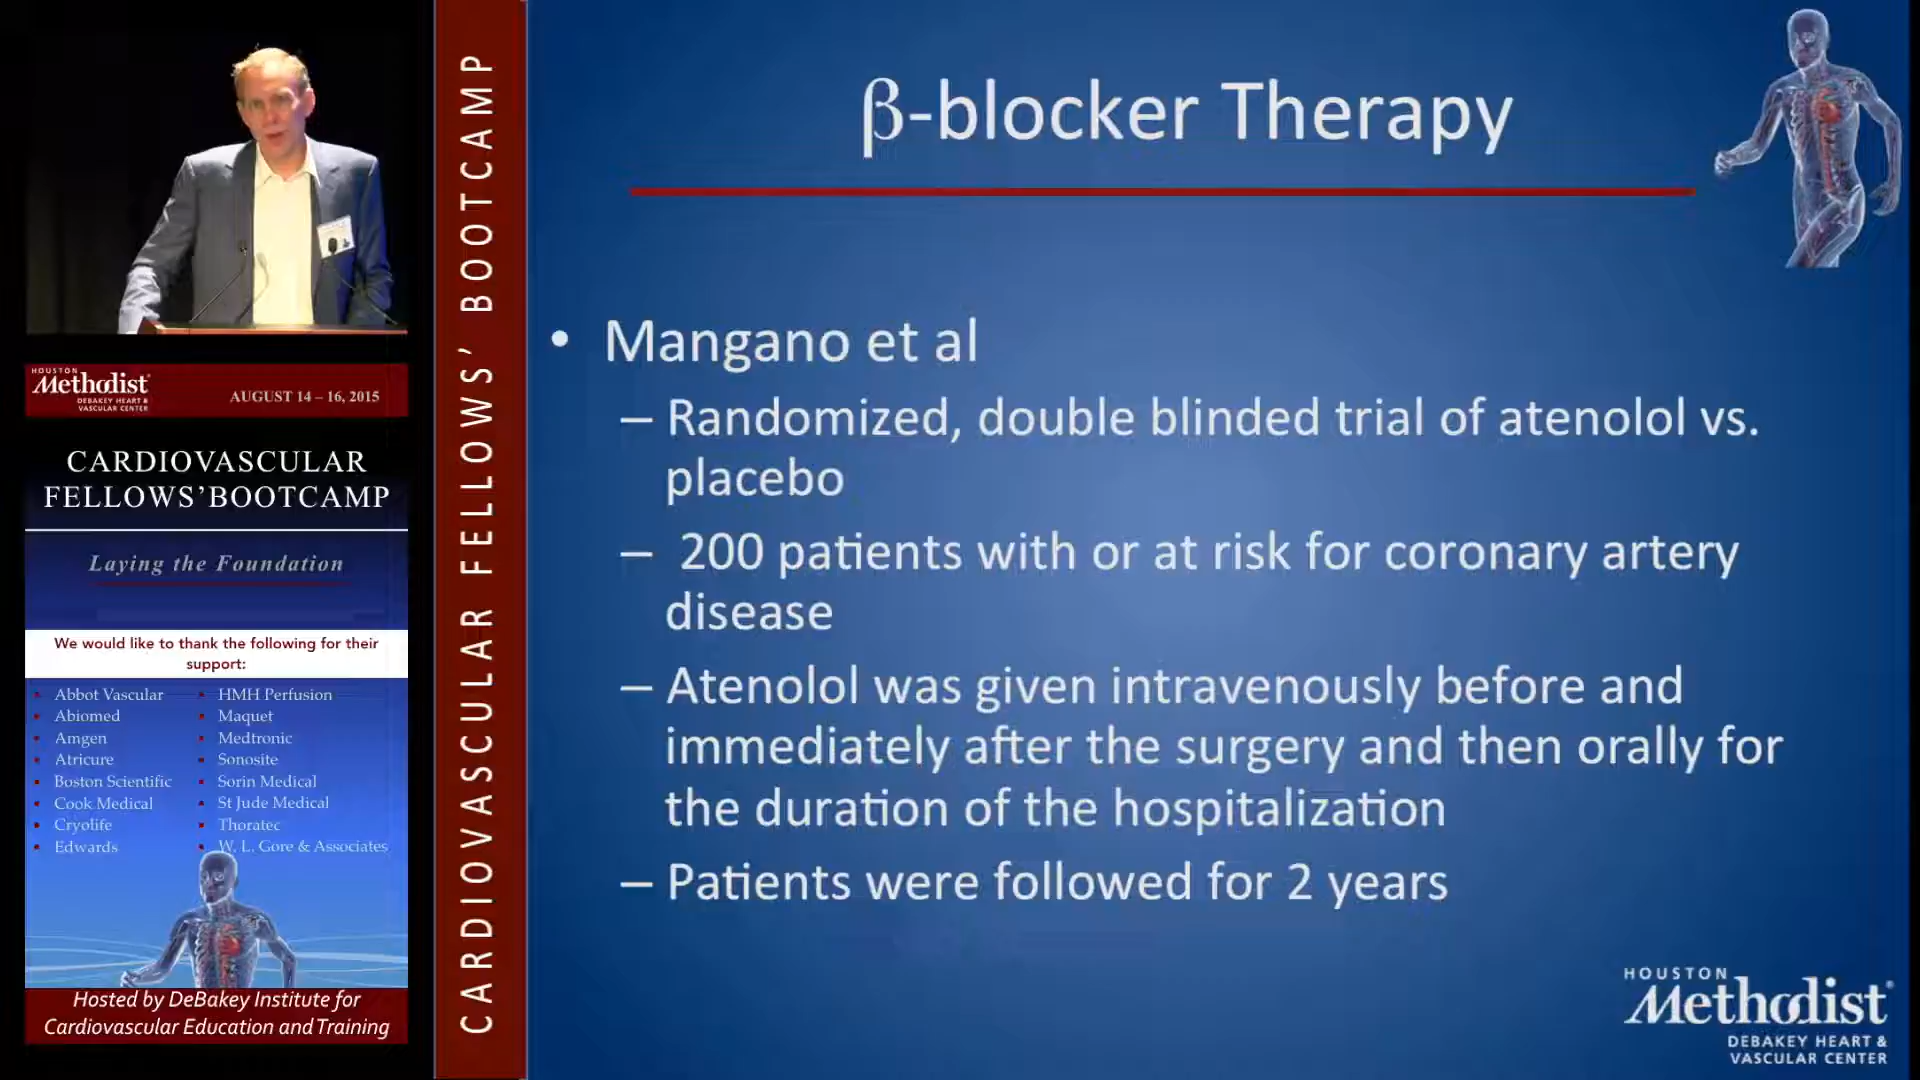 HOUSTON
Methodist
DEBAKEY HEART &
VASCULAR CENTER
AUGUST 14 – 16, 2015
CARDIOVASCULAR
FELLOWS'BOOTCAMP
Laying the Foundation
We would like to thank the following for their
support:
• Abbot Vascular
• Abiomed
• Amgen
• Atricure
• Boston Scientific
• Cook Medical
• Cryolife
• Edwards
• HMH Perfusion
• Maquet
• Medtronic
• Sonosite
• Sorin Medical
• St Jude Medical
• Thoratec
• W. L. Gore & Associates
Hosted by DeBakey Institute for
Cardiovascular Education and Training
CARDIOVASCULAR FELLOWS' BOOTCAMP
β-blocker Therapy
• Mangano et al
– Randomized, double blinded trial of atenolol vs.
placebo
– 200 patients with or at risk for coronary artery
disease
– Atenolol was given intravenously before and
immediately after the surgery and then orally for
the duration of the hospitalization
– Patients were followed for 2 years
HOUSTON
Methodist
DEBAKEY HEART &
VASCULAR CENTER